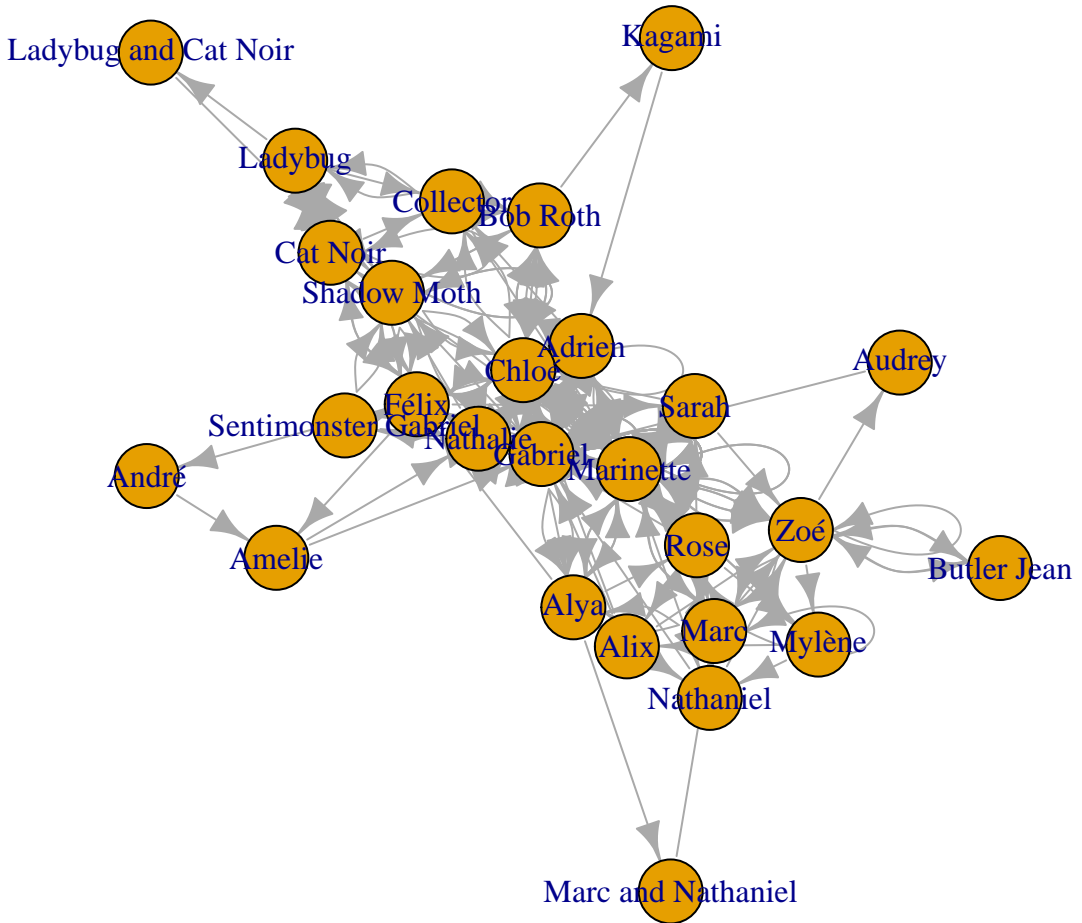 Kagami
Ladybug and Cat Noir
Ladybug
Collector
Bob Roth
Cat Noir
Shadow Moth
Adrien
Audrey
Chloé
Félix
Sarah
Sentimonster Gabriel
Nathalie
Gabriel
Marinette
André
Zoé
Rose
Amelie
Butler Jean
Alya
Marc
Alix
Mylène
Nathaniel
Marc and Nathaniel